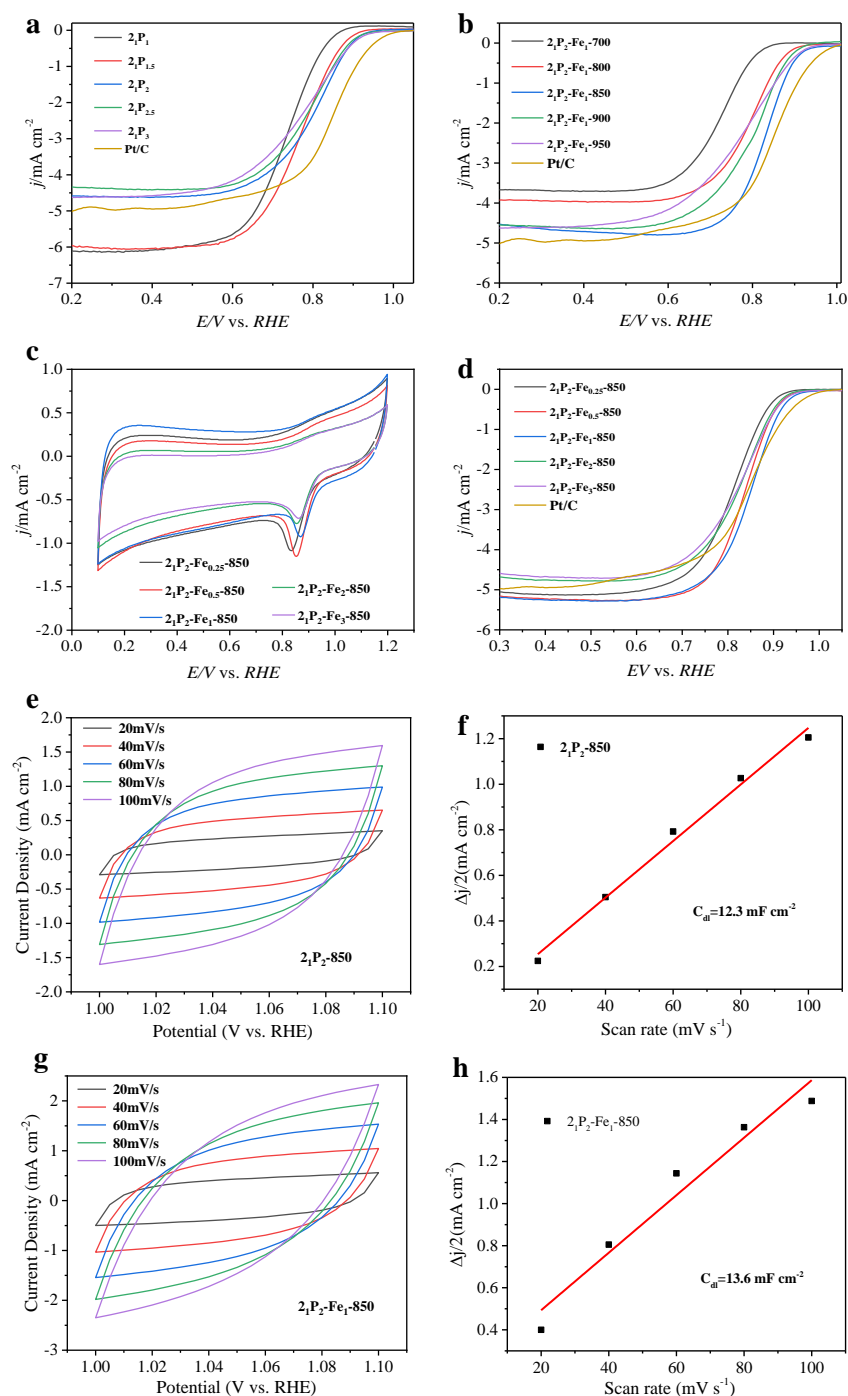 a
2₁P₁
2₁P₁.₅
2₁P₂
2₁P₂.₅
2₁P₃
Pt/C
0
-1
-2
-3
-4
-5
-6
-7
0.2 0.4 0.6 0.8 1.0
j/mA cm⁻²
E/V vs. RHE
b
2₁P₂-Fe₁-700
2₁P₂-Fe₁-800
2₁P₂-Fe₁-850
2₁P₂-Fe₁-900
2₁P₂-Fe₁-950
Pt/C
0
-1
-2
-3
-4
-5
-6
0.2 0.3 0.4 0.5 0.6 0.7 0.8 0.9 1.0
j/mA cm⁻²
E/V vs. RHE
c
1.0
0.5
0.0
-0.5
-1.0
-1.5
-2.0
2₁P₂-Fe₀.₂₅-850
2₁P₂-Fe₀.₅-850
2₁P₂-Fe₁-850
2₁P₂-Fe₂-850
2₁P₂-Fe₃-850
0.0 0.2 0.4 0.6 0.8 1.0 1.2
j/mA cm⁻²
E/V vs. RHE
d
2₁P₂-Fe₀.₂₅-850
2₁P₂-Fe₀.₅-850
2₁P₂-Fe₁-850
2₁P₂-Fe₂-850
2₁P₂-Fe₃-850
Pt/C
0
-1
-2
-3
-4
-5
-6
0.3 0.4 0.5 0.6 0.7 0.8 0.9 1.0
j/mA cm⁻²
EV vs. RHE
e
20mV/s
40mV/s
60mV/s
80mV/s
100mV/s
2.0
1.5
1.0
0.5
0.0
-0.5
-1.0
-1.5
-2.0
2₁P₂-850
1.00 1.02 1.04 1.06 1.08 1.10
Current Density (mA cm⁻²)
Potential (V vs. RHE)
f
2₁P₂-850
1.2
1.0
0.8
0.6
0.4
0.2
C_dl=12.3 mF cm⁻²
20 40 60 80 100
Δj/2(mA cm⁻²)
Scan rate (mV s⁻¹)
g
20mV/s
40mV/s
60mV/s
80mV/s
100mV/s
2
1
0
-1
-2
-3
2₁P₂-Fe₁-850
1.00 1.02 1.04 1.06 1.08 1.10
Current Density (mA cm⁻²)
Potential (V vs. RHE)
h
2₁P₂-Fe₁-850
1.6
1.4
1.2
1.0
0.8
0.6
0.4
C_dl=13.6 mF cm⁻²
20 40 60 80 100
Δj/2(mA cm⁻²)
Scan rate (mV s⁻¹)